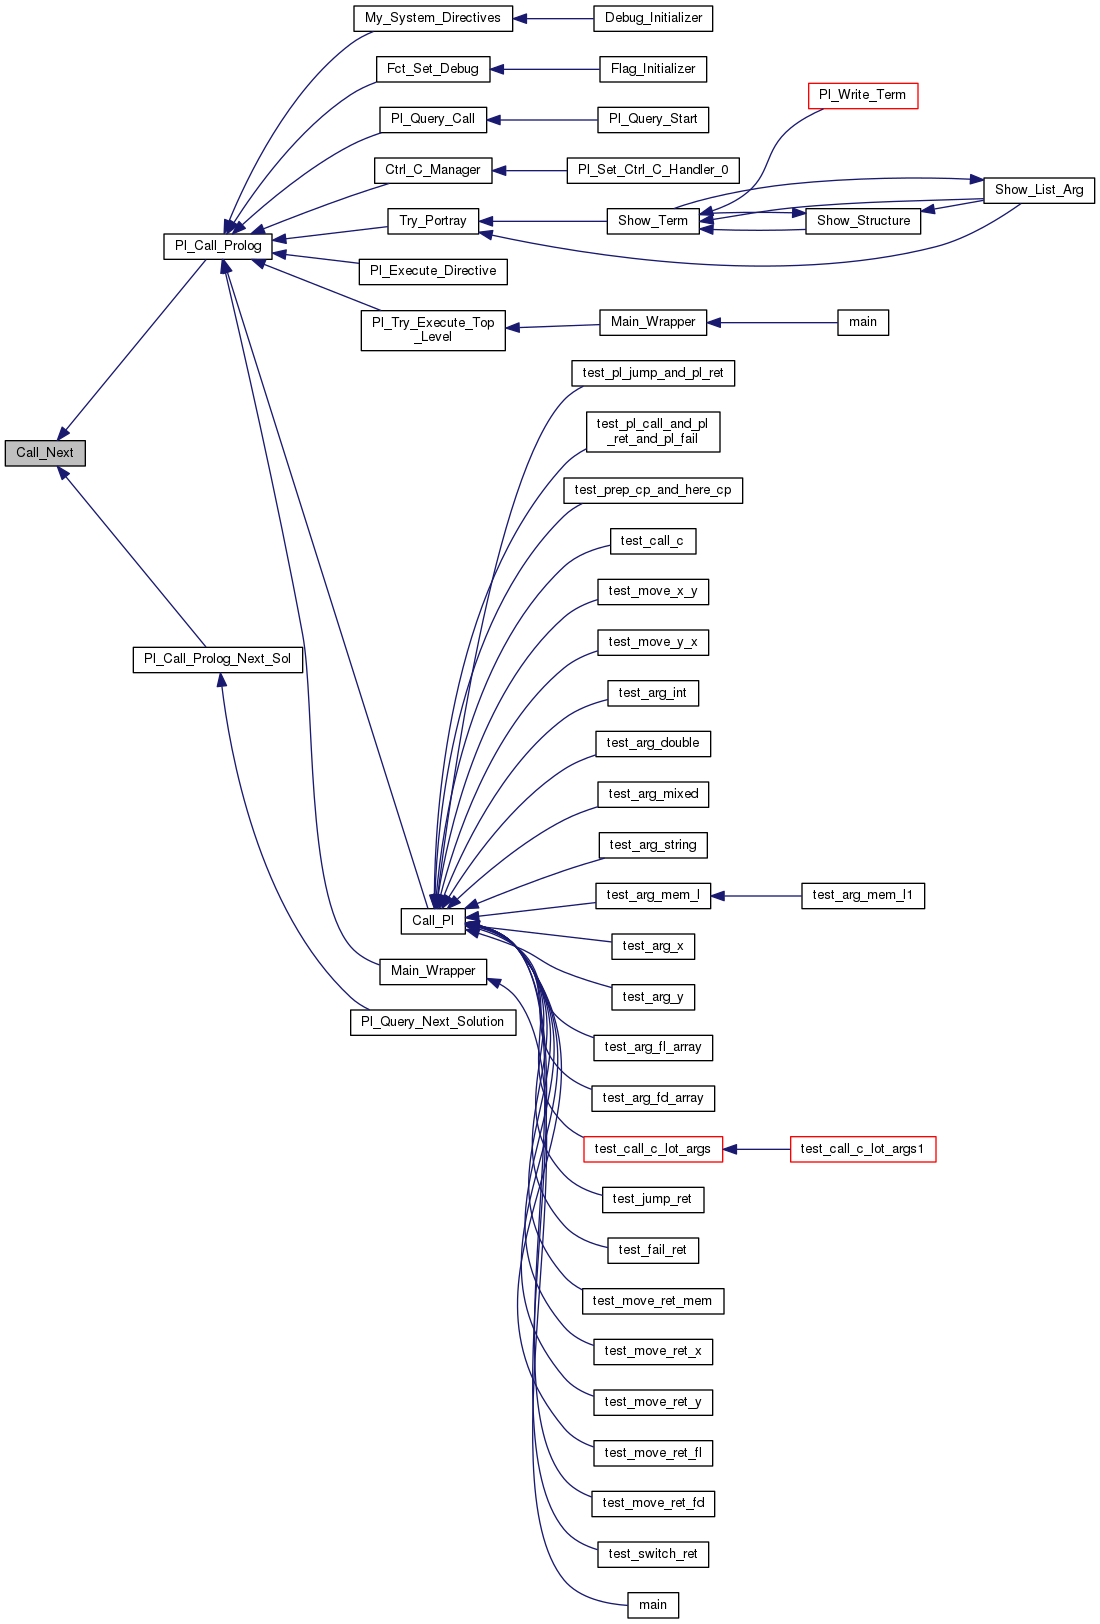 My_System_Directives
Debug_Initializer
Fct_Set_Debug
Flag_Initializer
Pl_Write_Term
Pl_Query_Call
Pl_Query_Start
Ctrl_C_Manager
Pl_Set_Ctrl_C_Handler_0
Show_List_Arg
Try_Portray
Show_Term
Show_Structure
Pl_Call_Prolog
Pl_Execute_Directive
Pl_Try_Execute_Top
_Level
Main_Wrapper
main
test_pl_jump_and_pl_ret
test_pl_call_and_pl
_ret_and_pl_fail
Call_Next
test_prep_cp_and_here_cp
test_call_c
test_move_x_y
test_move_y_x
Pl_Call_Prolog_Next_Sol
test_arg_int
test_arg_double
test_arg_mixed
test_arg_string
test_arg_mem_l
test_arg_mem_l1
Call_Pl
test_arg_x
Main_Wrapper
test_arg_y
Pl_Query_Next_Solution
test_arg_fl_array
test_arg_fd_array
test_call_c_lot_args
test_call_c_lot_args1
test_jump_ret
test_fail_ret
test_move_ret_mem
test_move_ret_x
test_move_ret_y
test_move_ret_fl
test_move_ret_fd
test_switch_ret
main